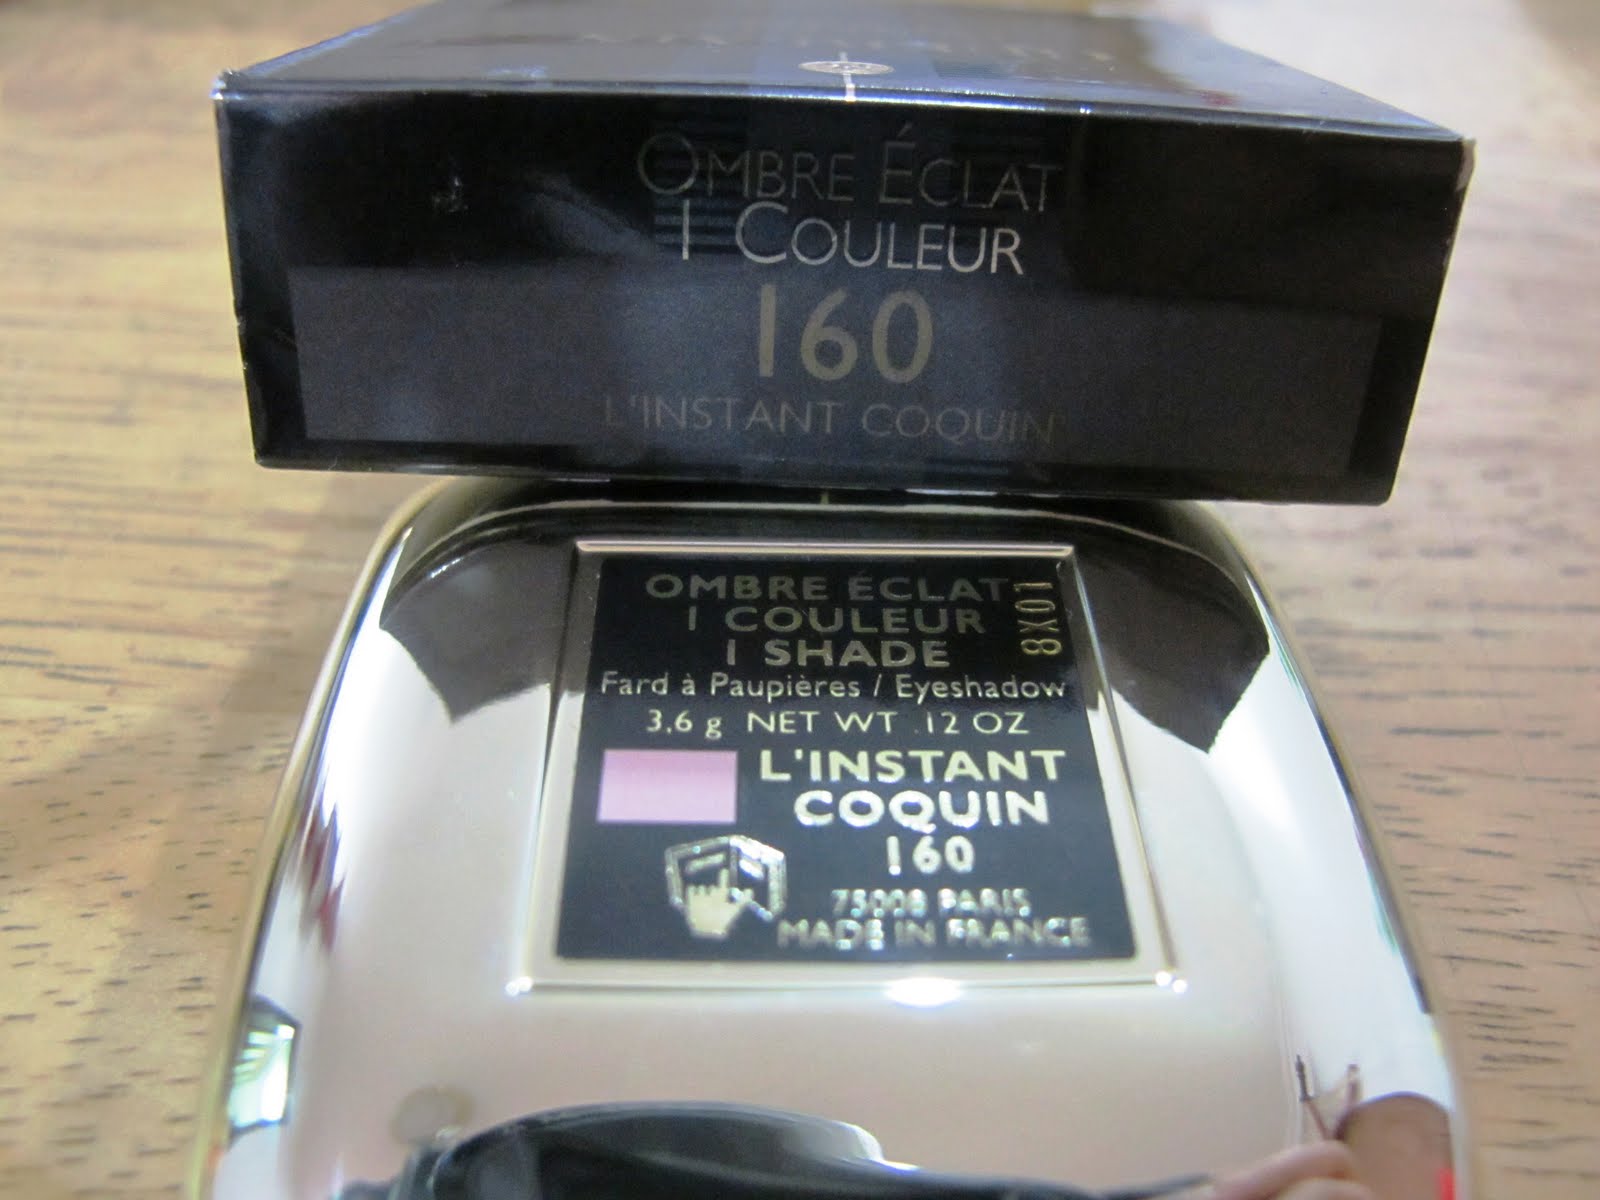 OMBRE ÉCLAT
1 COULEUR
160
L'INSTANT COQUIN
OMBRE ÉCLAT
1 COULEUR
1 SHADE
8X01
Fard à Paupières / Eyeshadow
3,6 g NET WT .12 OZ
L'INSTANT
COQUIN
160
75008 PARIS
MADE IN FRANCE